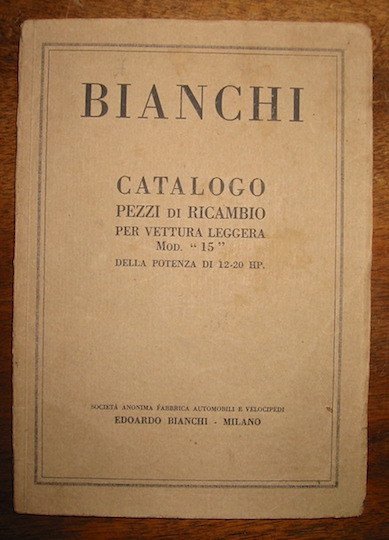 BIANCHI
CATALOGO
PEZZI DI RICAMBIO
PER VETTURA LEGGERA
MOD. “ 15 ”
DELLA POTENZA DI 12-20 HP.
SOCIETÀ ANONIMA FABBRICA AUTOMOBILI E VELOCIPEDI
EDOARDO BIANCHI - MILANO